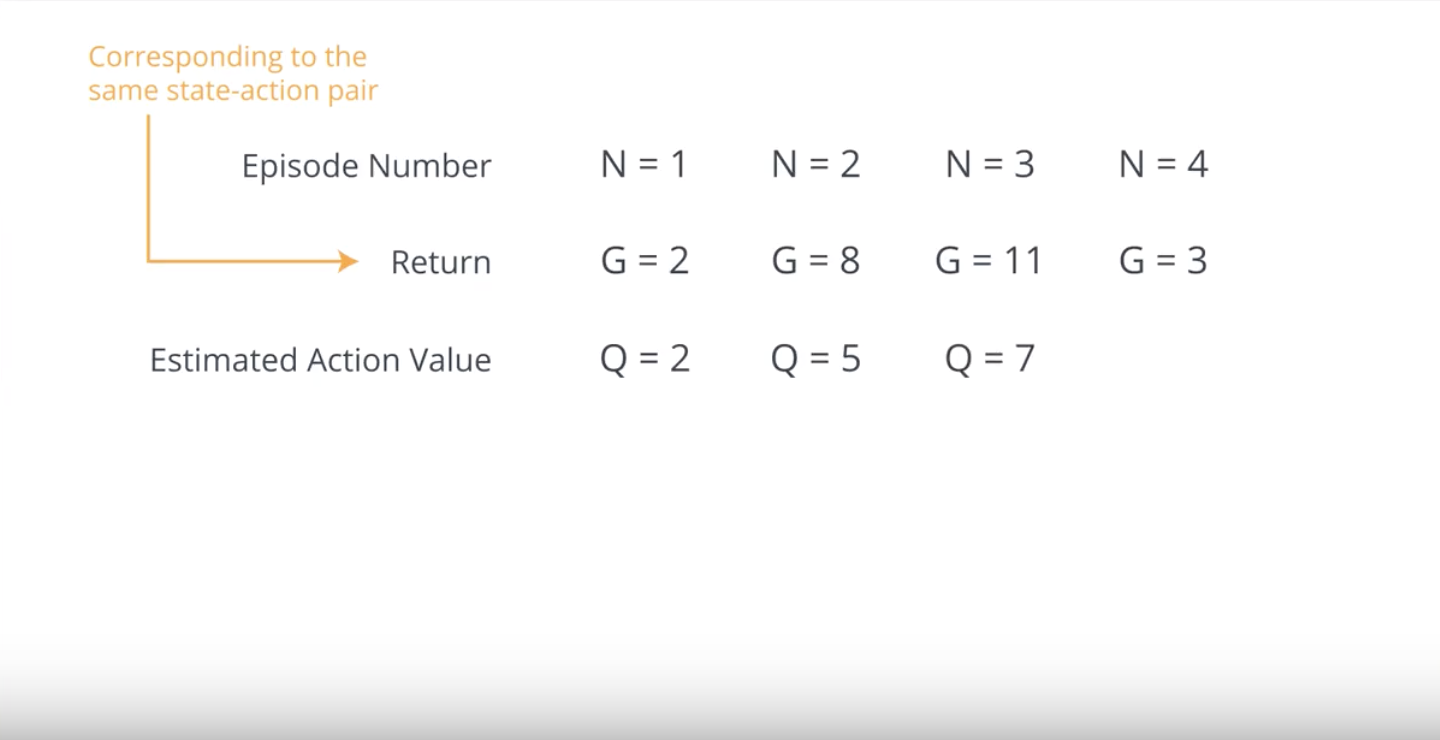 Corresponding to the
same state-action pair
Episode Number N = 1 N = 2 N = 3 N = 4
Return G = 2 G = 8 G = 11 G = 3
Estimated Action Value Q = 2 Q = 5 Q = 7